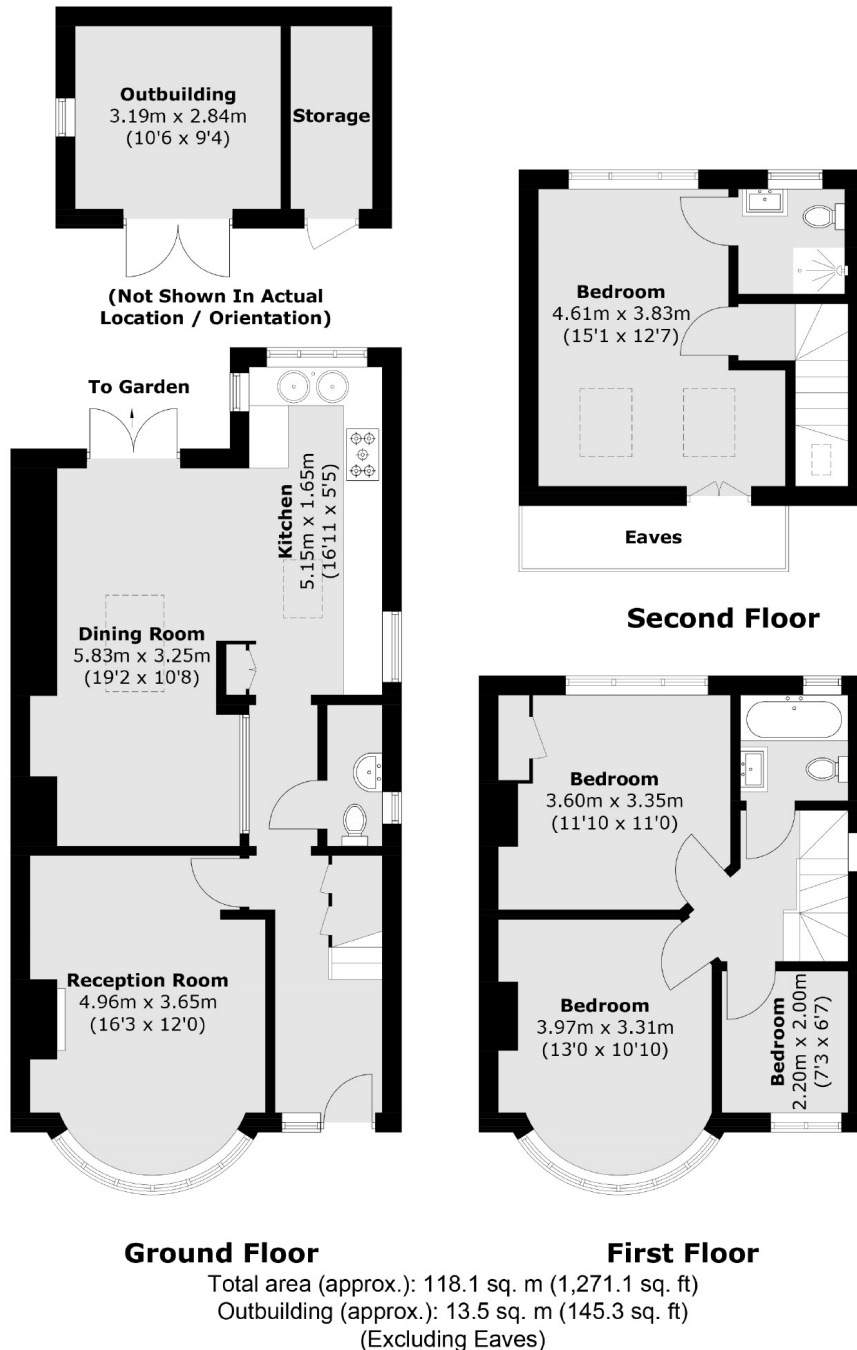 Outbuilding
3.19m x 2.84m
(10'6 x 9'4)
Storage
(Not Shown In Actual
Location / Orientation)
To Garden
Kitchen
5.15m x 1.65m
(16'11 x 5'5)
Dining Room
5.83m x 3.25m
(19'2 x 10'8)
Reception Room
4.96m x 3.65m
(16'3 x 12'0)
Ground Floor
Bedroom
4.61m x 3.83m
(15'1 x 12'7)
Eaves
Second Floor
Bedroom
3.60m x 3.35m
(11'10 x 11'0)
Bedroom
3.97m x 3.31m
(13'0 x 10'10)
Bedroom
2.20m x 2.00m
(7'3 x 6'7)
First Floor
Total area (approx.): 118.1 sq. m (1,271.1 sq. ft)
Outbuilding (approx.): 13.5 sq. m (145.3 sq. ft)
(Excluding Eaves)